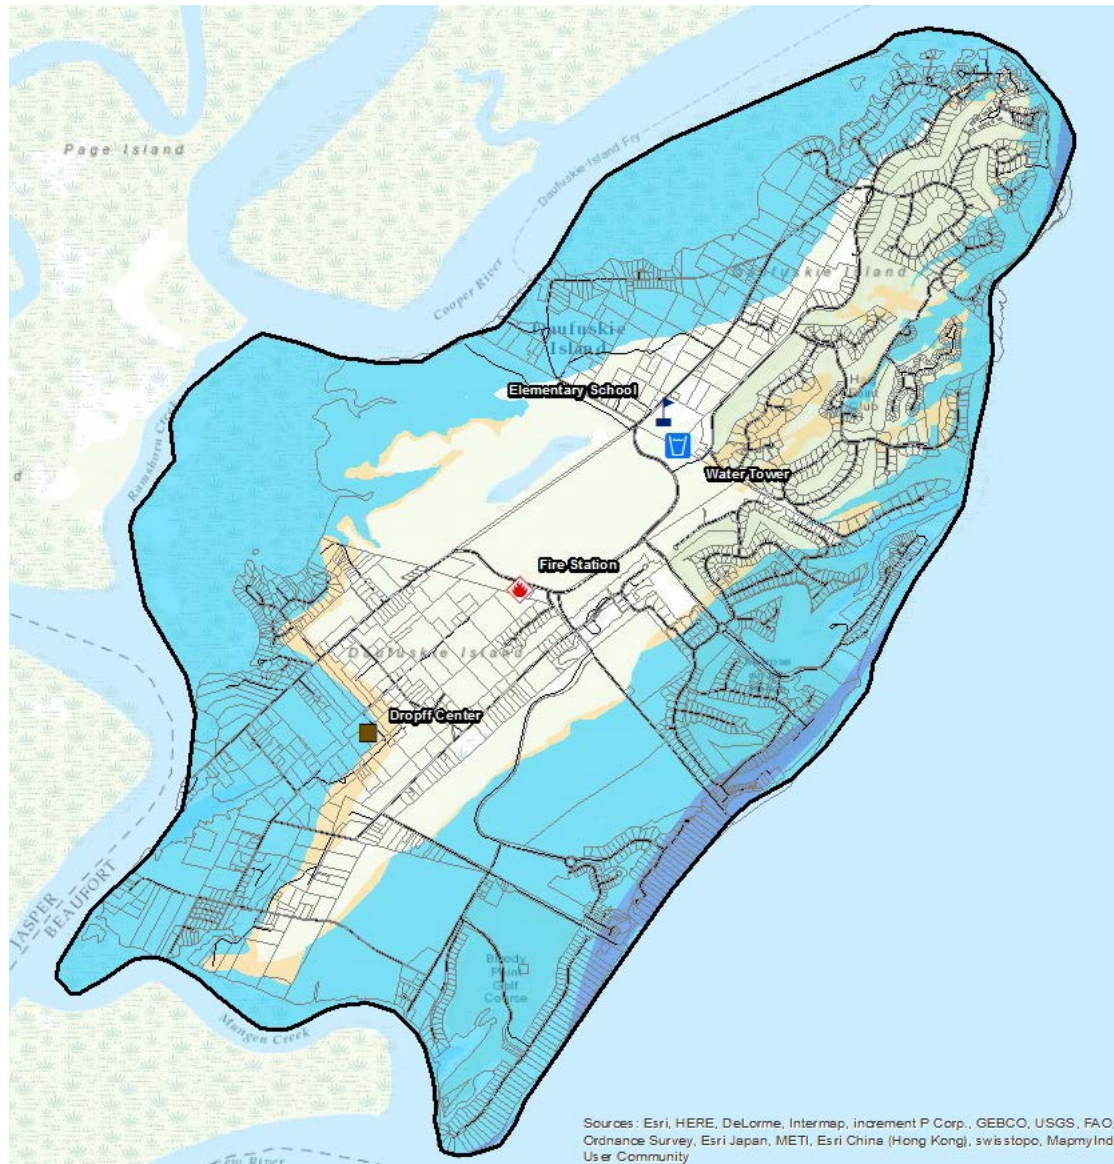 Page Island
Daufuskie-Island Fry
Cooper River
Daufuskie Island
Daufuskie
Island
Elementary School
Ramshorn Creek
Water Tower
Fire Station
Daufuskie Island
Dropff Center
JASPER
BEAUFORT
Bloody
Point
Golf
Course
Mungen Creek
River
Sources: Esri, HERE, DeLorme, Intermap, increment P Corp., GEBCO, USGS, FAO,
Ordnance Survey, Esri Japan, METI, Esri China (Hong Kong), swisstopo, MapmyInd
User Community